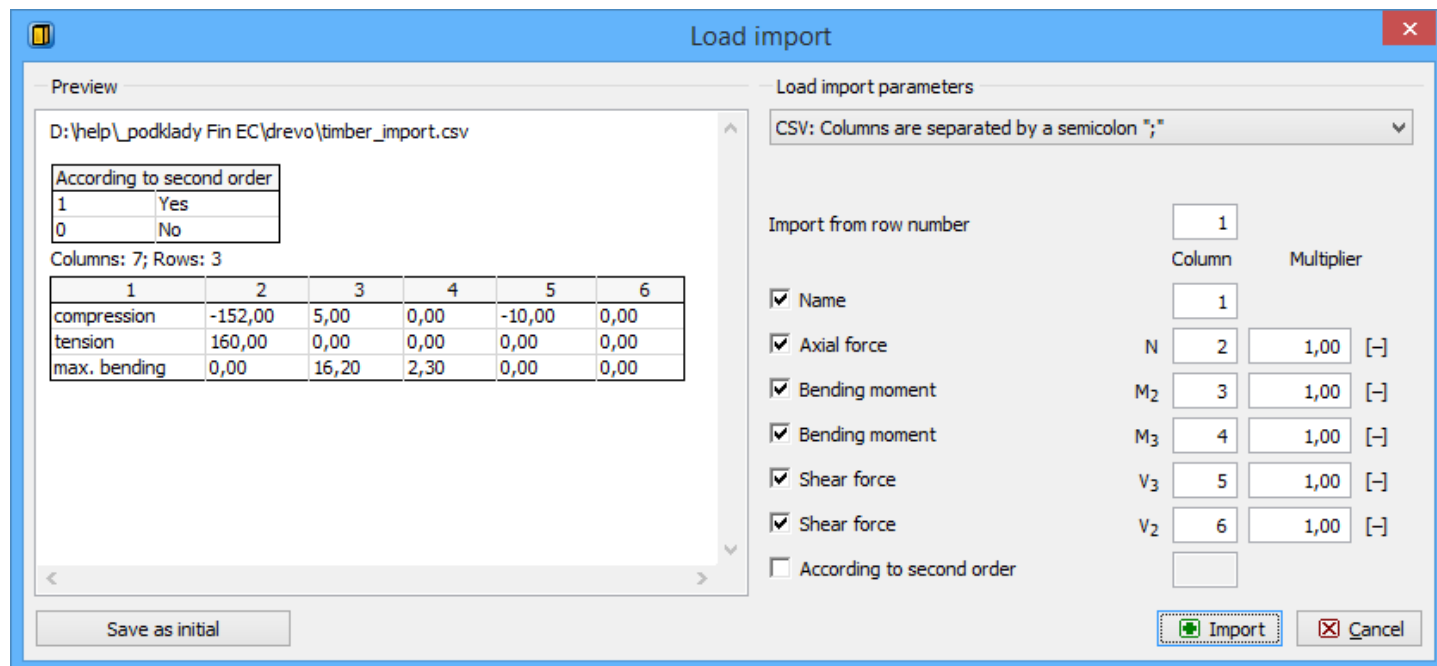 Load import
Preview
D:\help\_podklady Fin EC\drevo\timber_import.csv
According to second order
1 Yes
0 No
Columns: 7; Rows: 3
1 2 3 4 5 6
compression -152,00 5,00 0,00 -10,00 0,00
tension 160,00 0,00 0,00 0,00 0,00
max. bending 0,00 16,20 2,30 0,00 0,00
Save as initial
Load import parameters
CSV: Columns are separated by a semicolon ";"
Import from row number 1
Column Multiplier
Name 1
Axial force N 2 1,00 [–]
Bending moment M2 3 1,00 [–]
Bending moment M3 4 1,00 [–]
Shear force V3 5 1,00 [–]
Shear force V2 6 1,00 [–]
According to second order
Import Cancel